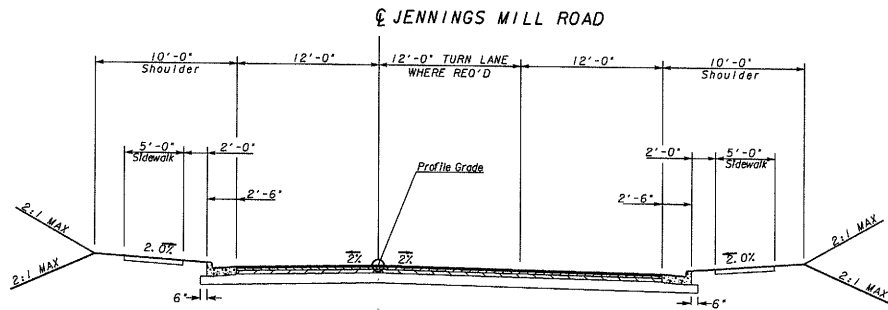 ℄ JENNINGS MILL ROAD
10'-0" 12'-0" 12'-0" TURN LANE 12'-0" 10'-0"
Shoulder WHERE REQ'D Shoulder
5'-0" 2'-0" 2'-0" 5'-0"
Sidewalk Sidewalk
Profile Grade
2'-6" 2'-6"
2:1 MAX 2:1 MAX
2.0% 2% 2% 2.0%
2:1 MAX 2:1 MAX
6" 6"